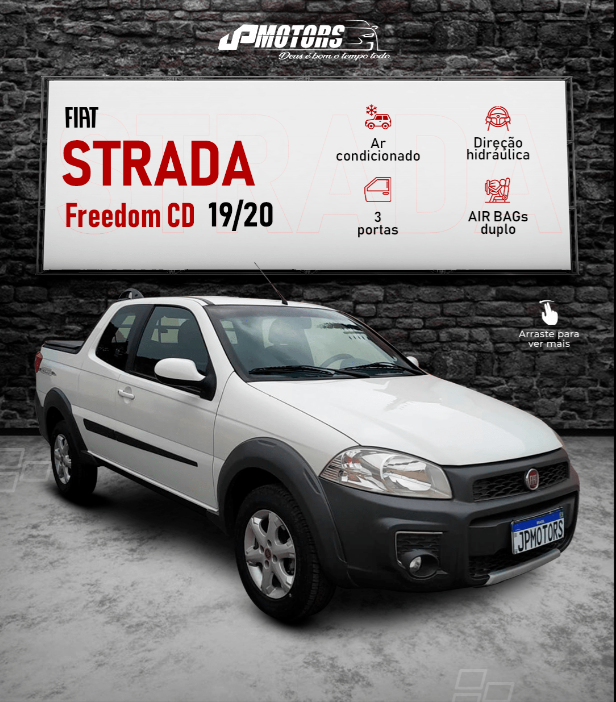 JPMOTORS
Deus é bom o tempo todo
FIAT
STRADA
Freedom CD 19/20
Ar
condicionado
Direção
hidráulica
3
portas
AIR BAGs
duplo
Arraste para
ver mais
FIAT
JPMOTORS